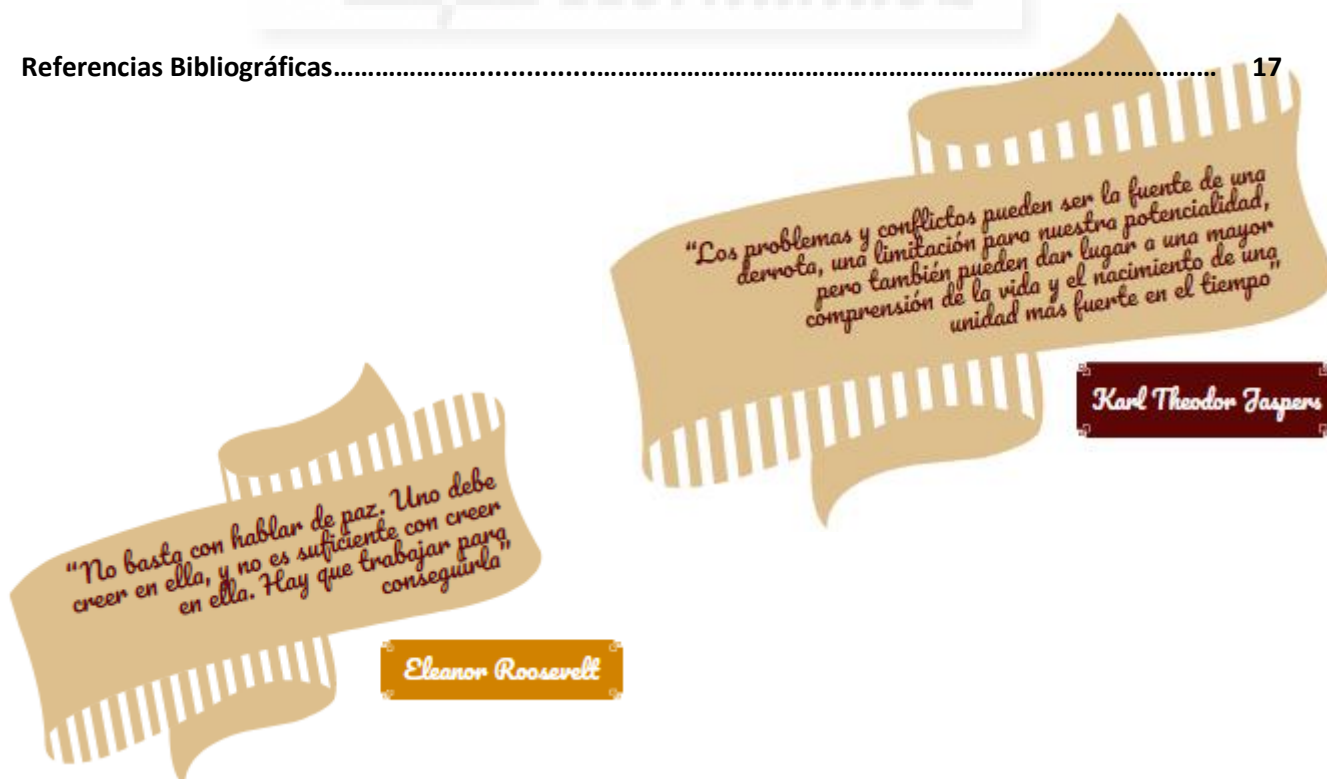 Referencias Bibliográficas……………………………………………………………………………………………… 17
“Los problemas y conflictos pueden ser la fuente de una
derrota, una limitación para nuestra potencialidad,
pero también pueden dar lugar a una mayor
comprensión de la vida y el nacimiento de una
unidad más fuerte en el tiempo”
Karl Theodor Jaspers
“No basta con hablar de paz. Uno debe
creer en ella, y no es suficiente con creer
en ella. Hay que trabajar para
conseguirla”
Eleanor Roosevelt